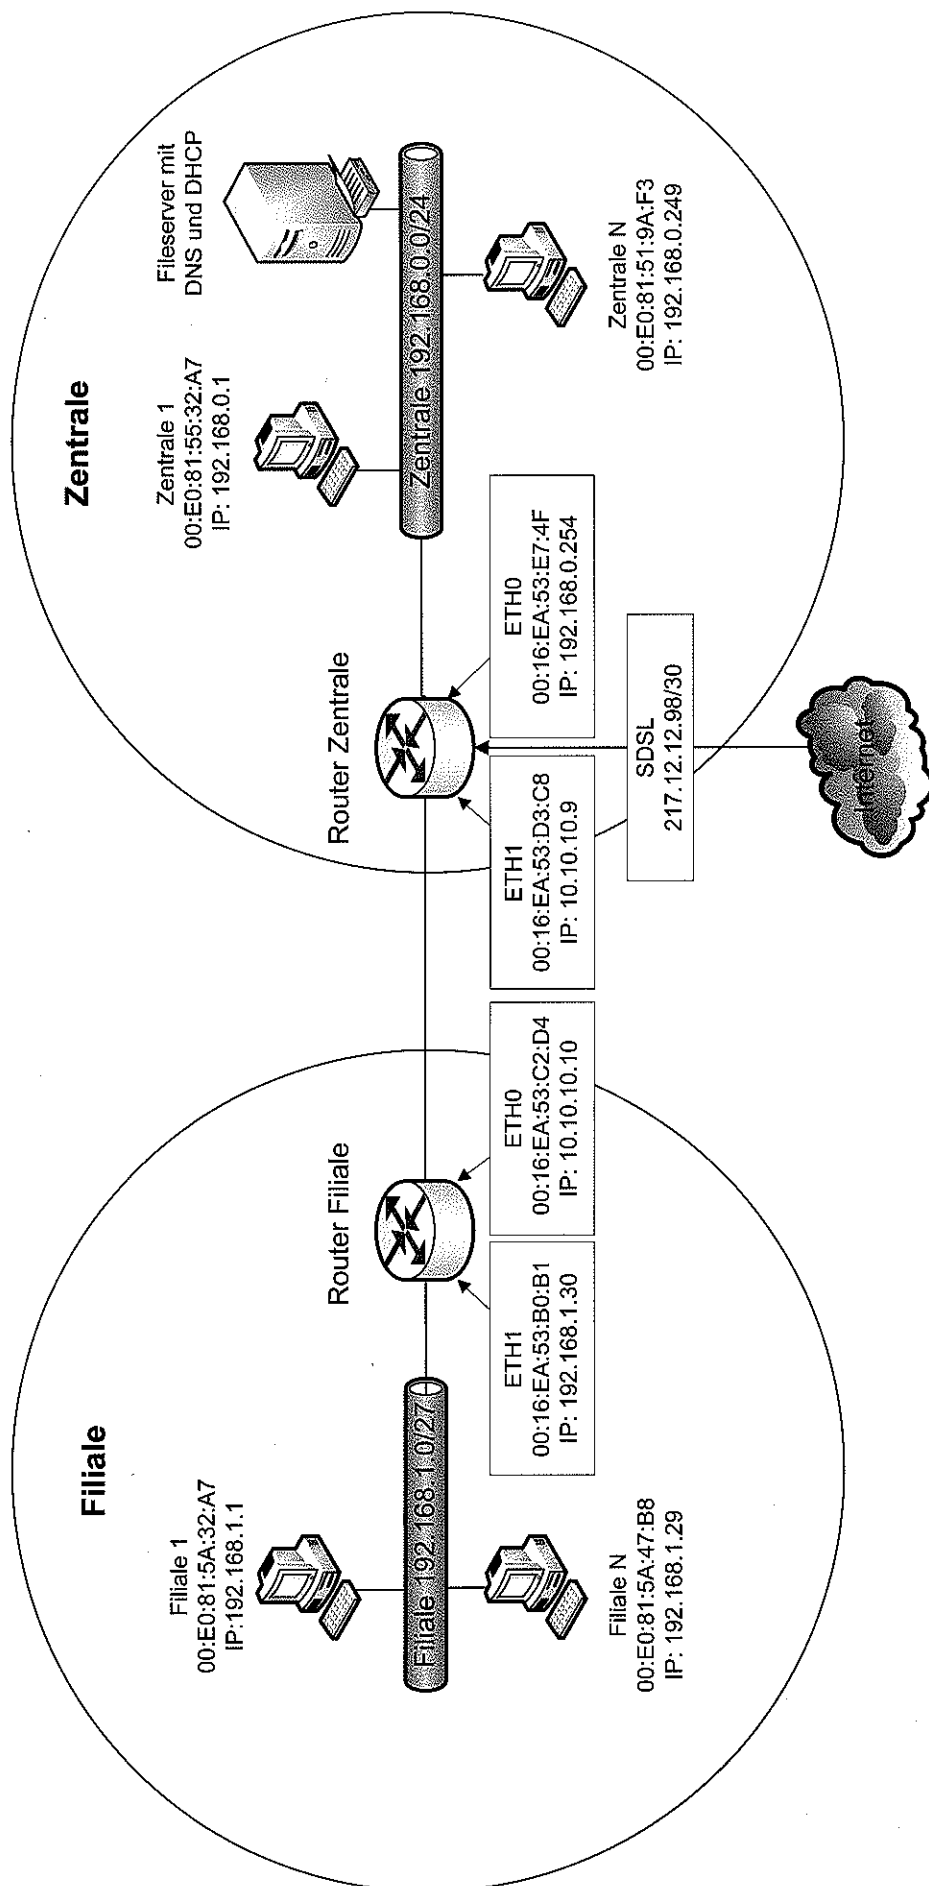 Filiale
Filiale 1
00:E0:81:5A:32:A7
IP:192.168.1.1
Filiale 192.168.1.0/27
Filiale N
00:E0:81:5A:47:B8
IP: 192.168.1.29
Router Filiale
ETH1
00:16:EA:53:B0:B1
IP: 192.168.1.30
ETH0
00:16:EA:53:C2:D4
IP: 10.10.10.10
Router Zentrale
ETH1
00:16:EA:53:D3:C8
IP: 10.10.10.9
ETH0
00:16:EA:53:E7:4F
IP: 192.168.0.254
SDSL
217.12.12.98/30
Internet
Zentrale
Zentrale 1
00:E0:81:55:32:A7
IP: 192.168.0.1
Fileserver mit
DNS und DHCP
Zentrale 192.168.0.0/24
Zentrale N
00:E0:81:51:9A:F3
IP: 192.168.0.249